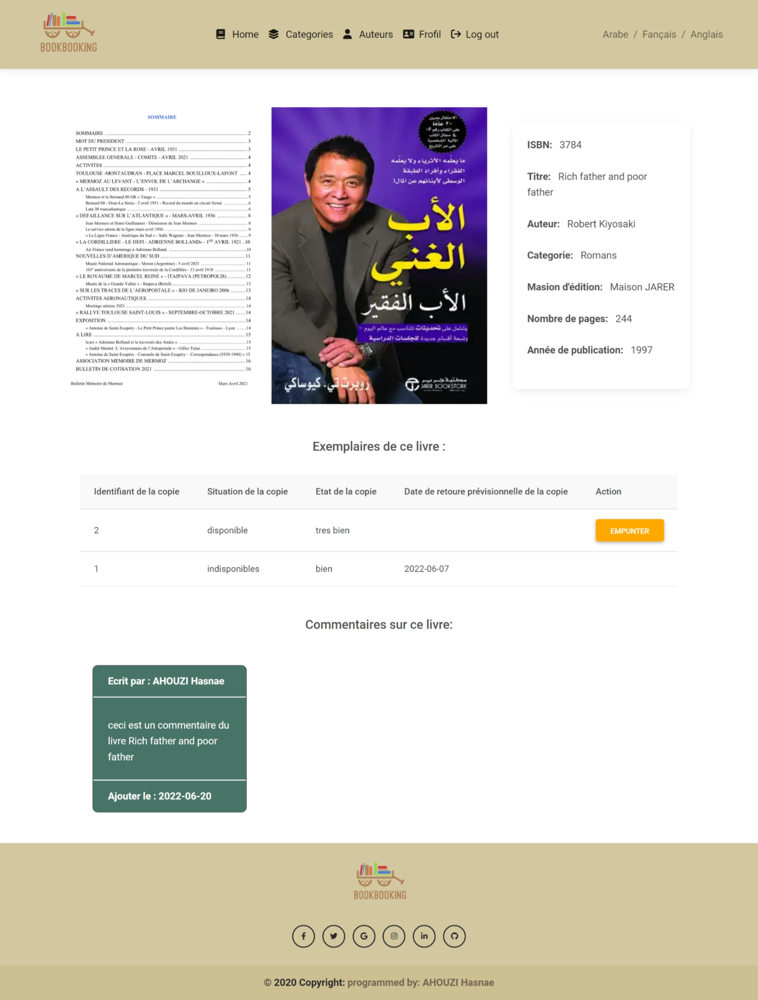 BOOKBOOKING
Home
Categories
Auteurs
Frofil
Log out
Arabe / Fançais / Anglais
SOMMAIRE
SOMMAIRE 2
MOT DU PRESIDENT 3
LE PETIT PRINCE ET LA ROSE - AVRIL 1931 3
ASSEMBLEE GENERALE - COMITE - AVRIL 2021 4
ACTIVITES 4
TOULOUSE -MONTAUDRAN - PLACE MARCEL BOUILLOUX-LAFONT 4
« MERMOZ AU LEVANT - L'ENVOL DE L'ARCHANGE » 4
A L'ASSAULT DES RECORDS - 1931 5
Mermoz et le Bernard 80 GR « Tango » 5
Bernard 80 - Oran-La Sénia - 2 avril 1931 - Record du monde en circuit fermé 6
Laté-38 transatlantique 6
« DEFAILLANCE SUR L'ATLANTIQUE » - MARS-AVRIL 1936 8
Jean Mermoz et Henri Guillaumet - Démission de Jean Mermoz 8
Le service aérien de la ligne mars-avril 1936 9
« La Ligne France - Amérique du Sud » - Salle Wagram - Jean Mermoz - 30 mars 1936 9
« LA CORDILLIERE - LE DEFI - ADRIENNE BOLLAND» - 1ER AVRIL 1921 ..10
Air France rend hommage à Adrienne Bolland. 10
NOUVELLES D'AMERIQUE DU SUD 11
Musée National Aéronautique - Moron (Argentine) - 5 avril 2021 11
103e anniversaire de la première traversée de la Cordillère - 13 avril 1918 11
« LE ROYAUME DE MARCEL REINE » - ITAIPAVA (PETROPOLIS) 12
Musée de la « Grande Vallée » - Itaipava (Brésil) 13
« SUR LES TRACES DE L'AEROPOSTALE » - RIO DE JANEIRO 2006 13
ACTIVITES AERONAUTIQUES 14
Meetings aériens 2021 14
« RALLYE TOULOUSE SAINT-LOUIS » - SEPTEMBRE-OCTOBRE 2021 14
EXPOSITION 14
« Antoine de Saint-Exupéry - Le Petit Prince parmi Les Hommes » - Toulouse - Lyon 14
A LIRE 15
Icare « Adrienne Bolland et la traversée des Andes » 15
« André Montet. L'Aveyronnais de l'Aéropostale » - Gilles Tulsa 15
« Antoine de Saint-Exupéry - Consuelo de Saint-Exupéry - Correspondance (1930-1940) » 15
ASSOCIATION MEMOIRE DE MERMOZ 16
BULLETIN DE COTISATION 2021 16
Bulletin Mémoire de Mermoz Mars-Avril 2021
الاحتفال بمرور
٢٠ عامًا
على الكتاب رقم #١
في مجال الكتب
المالية الشخصية
على مر التاريخ
ما يعلّمه الأثرياء ولا يعلّمه
الفقراء وأفراد الطبقة
الوسطى لأبنائهم عن المال!
الأب
الغني
الأب الفقير
يشتمل على تحديثات تتناسب مع عالم اليوم –
وتسعة أقسام جديدة للجلسات الدراسية
روبرت تي. كيوساكي
مكتبة جرير
JARIR BOOKSTORE
ISBN: 3784
Titre: Rich father and poor
father
Auteur: Robert Kiyosaki
Categorie: Romans
Masion d'édition: Maison JARER
Nombre de pages: 244
Année de publication: 1997
Exemplaires de ce livre :
Identifiant de la copie Situation de la copie Etat de la copie Date de retoure prévisionnelle de la copie Action
2 disponible tres bien EMPUNTER
1 indisponibles bien 2022-06-07
Commentaires sur ce livre:
Ecrit par : AHOUZI Hasnae
ceci est un commentaire du
livre Rich father and poor
father
Ajouter le : 2022-06-20
BOOKBOOKING
© 2020 Copyright: programmed by: AHOUZI Hasnae